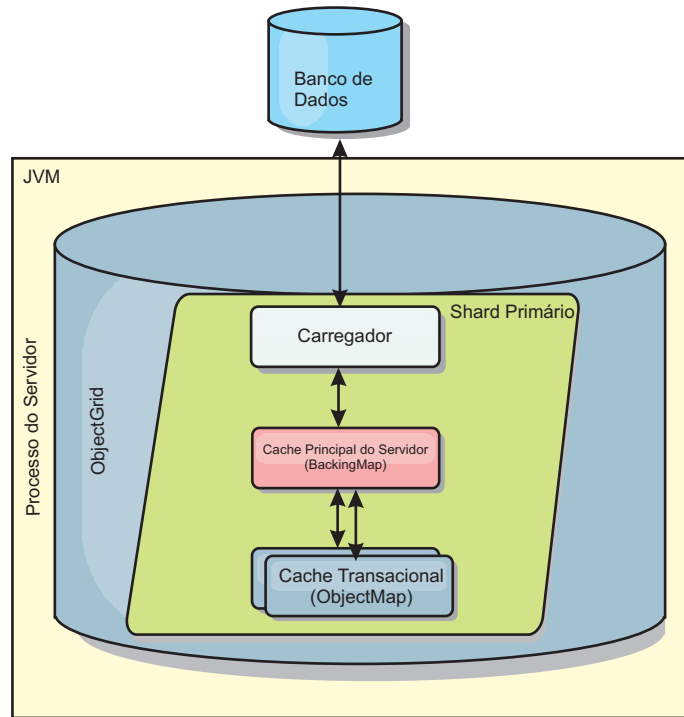 Banco de
Dados
JVM
Processo do Servidor
ObjectGrid
Shard Primário
Carregador
Cache Principal do Servidor
(BackingMap)
Cache Transacional
(ObjectMap)